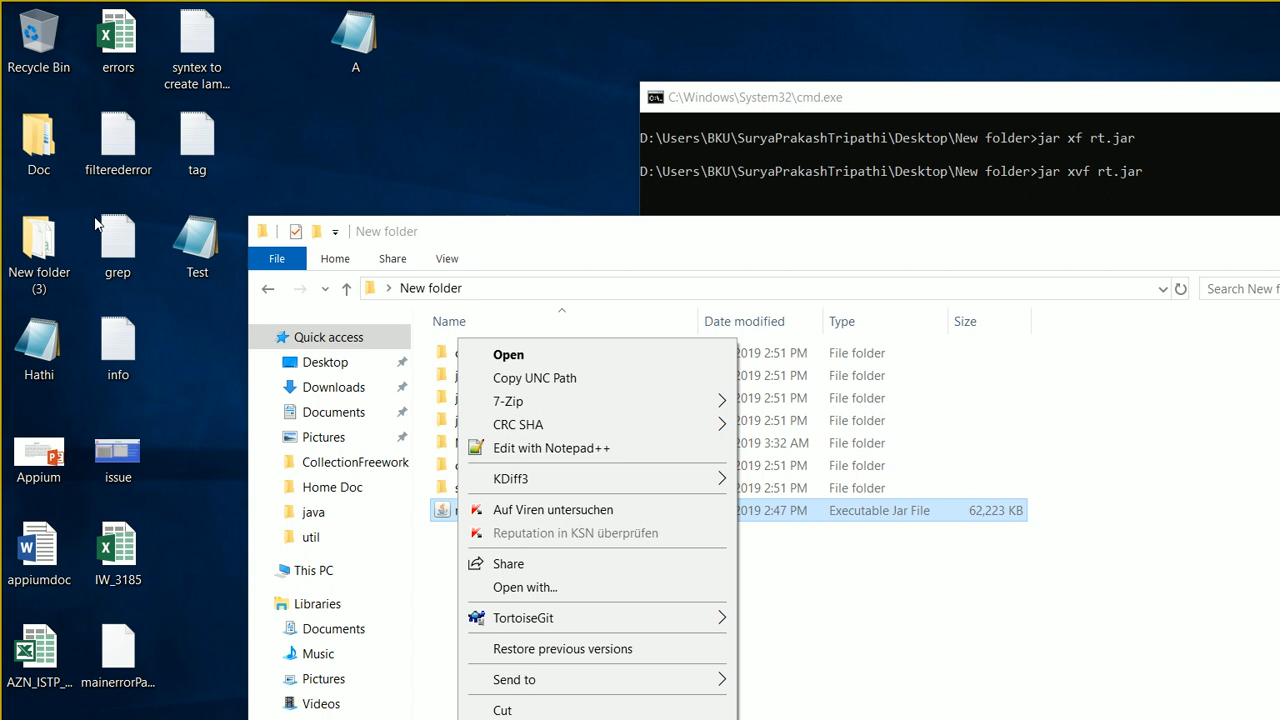 Recycle Bin
errors
syntex to
create lam...
A
Doc
filterederror
tag
New folder
(3)
grep
Test
Hathi
info
Appium
issue
appiumdoc
IW_3185
AZN_ISTP_...
mainerrorPa...
C:\Windows\System32\cmd.exe
D:\Users\BKU\SuryaPrakashTripathi\Desktop\New folder>jar xf rt.jar
D:\Users\BKU\SuryaPrakashTripathi\Desktop\New folder>jar xvf rt.jar
New folder
File Home Share View
New folder
Search New f
Name Date modified Type Size
Quick access
Desktop
Downloads
Documents
Pictures
CollectionFreework
Home Doc
java
util
This PC
Libraries
Documents
Music
Pictures
Videos
2019 2:51 PM File folder
2019 2:51 PM File folder
2019 2:51 PM File folder
2019 2:51 PM File folder
2019 3:32 AM File folder
2019 2:51 PM File folder
2019 2:51 PM File folder
2019 2:47 PM Executable Jar File 62,223 KB
Open
Copy UNC Path
7-Zip
CRC SHA
Edit with Notepad++
KDiff3
Auf Viren untersuchen
Reputation in KSN überprüfen
Share
Open with...
TortoiseGit
Restore previous versions
Send to
Cut